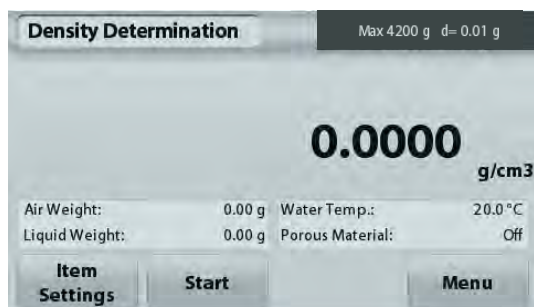 Density Determination
Max 4200 g d= 0.01 g
0.0000
g/cm3
Air Weight: 0.00 g Water Temp.: 20.0 °C
Liquid Weight: 0.00 g Porous Material: Off
Item Settings
Start
Menu